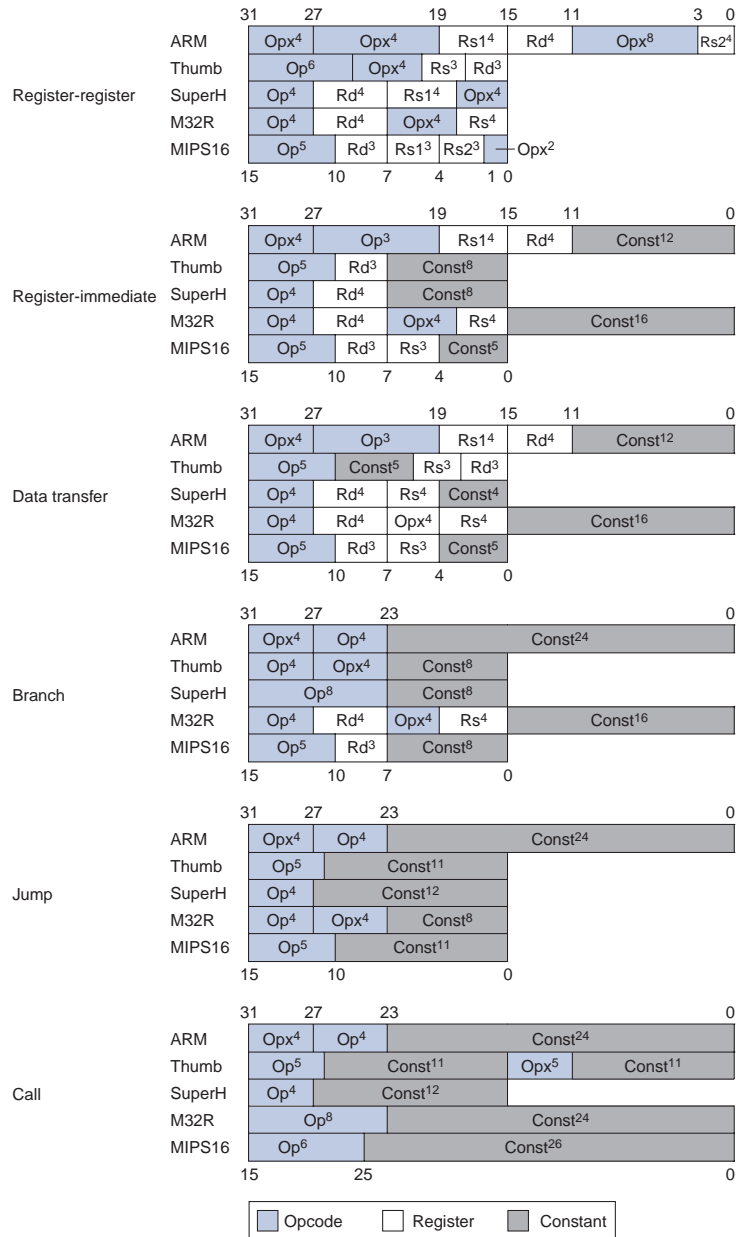 31 27 19 15 11 3 0
ARM Opx⁴ Opx⁴ Rs1⁴ Rd⁴ Opx⁸ Rs2⁴
Thumb Op⁶ Opx⁴ Rs³ Rd³
Register-register SuperH Op⁴ Rd⁴ Rs1⁴ Opx⁴
M32R Op⁴ Rd⁴ Opx⁴ Rs⁴
MIPS16 Op⁵ Rd³ Rs1³ Rs2³ Opx²
15 10 7 4 1 0
31 27 19 15 11 0
ARM Opx⁴ Op³ Rs1⁴ Rd⁴ Const¹²
Thumb Op⁵ Rd³ Const⁸
Register-immediate SuperH Op⁴ Rd⁴ Const⁸
M32R Op⁴ Rd⁴ Opx⁴ Rs⁴ Const¹⁶
MIPS16 Op⁵ Rd³ Rs³ Const⁵
15 10 7 4 0
31 27 19 15 11 0
ARM Opx⁴ Op³ Rs1⁴ Rd⁴ Const¹²
Thumb Op⁵ Const⁵ Rs³ Rd³
Data transfer SuperH Op⁴ Rd⁴ Rs⁴ Const⁴
M32R Op⁴ Rd⁴ Opx⁴ Rs⁴ Const¹⁶
MIPS16 Op⁵ Rd³ Rs³ Const⁵
15 10 7 4 0
31 27 23 0
ARM Opx⁴ Op⁴ Const²⁴
Thumb Op⁴ Opx⁴ Const⁸
Branch SuperH Op⁸ Const⁸
M32R Op⁴ Rd⁴ Opx⁴ Rs⁴ Const¹⁶
MIPS16 Op⁵ Rd³ Const⁸
15 10 7 0
31 27 23 0
ARM Opx⁴ Op⁴ Const²⁴
Thumb Op⁵ Const¹¹
Jump SuperH Op⁴ Const¹²
M32R Op⁴ Opx⁴ Const⁸
MIPS16 Op⁵ Const¹¹
15 10 0
31 27 23 0
ARM Opx⁴ Op⁴ Const²⁴
Thumb Op⁵ Const¹¹ Opx⁵ Const¹¹
Call SuperH Op⁴ Const¹²
M32R Op⁸ Const²⁴
MIPS16 Op⁶ Const²⁶
15 25 0
Opcode Register Constant